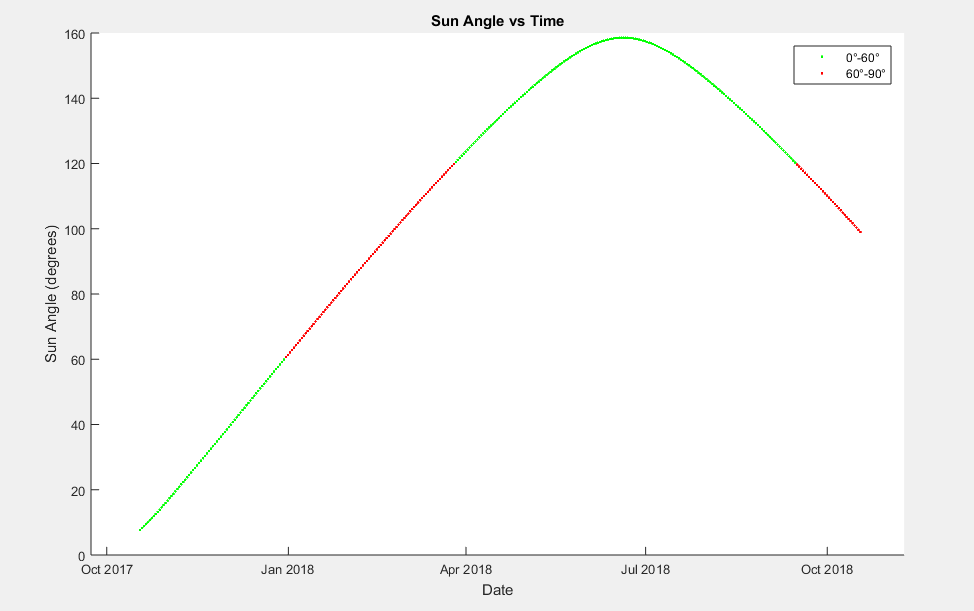 Sun Angle vs Time
160
140
120
100
80
60
40
20
0
Sun Angle (degrees)
0°-60°
60°-90°
Oct 2017
Jan 2018
Apr 2018
Jul 2018
Oct 2018
Date